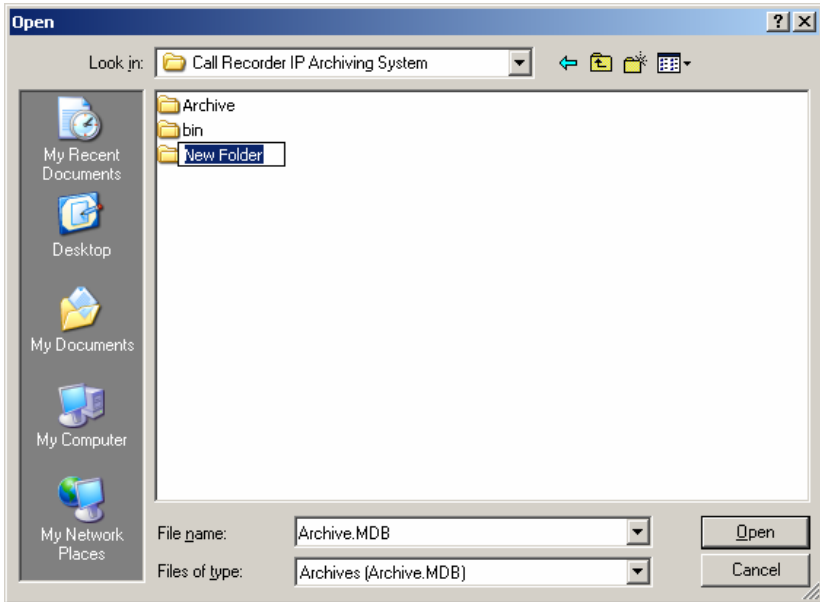 Open
Look in: Call Recorder IP Archiving System
Archive
bin
New Folder
My Recent
Documents
Desktop
My Documents
My Computer
My Network
Places
File name: Archive.MDB Open
Files of type: Archives (Archive.MDB) Cancel